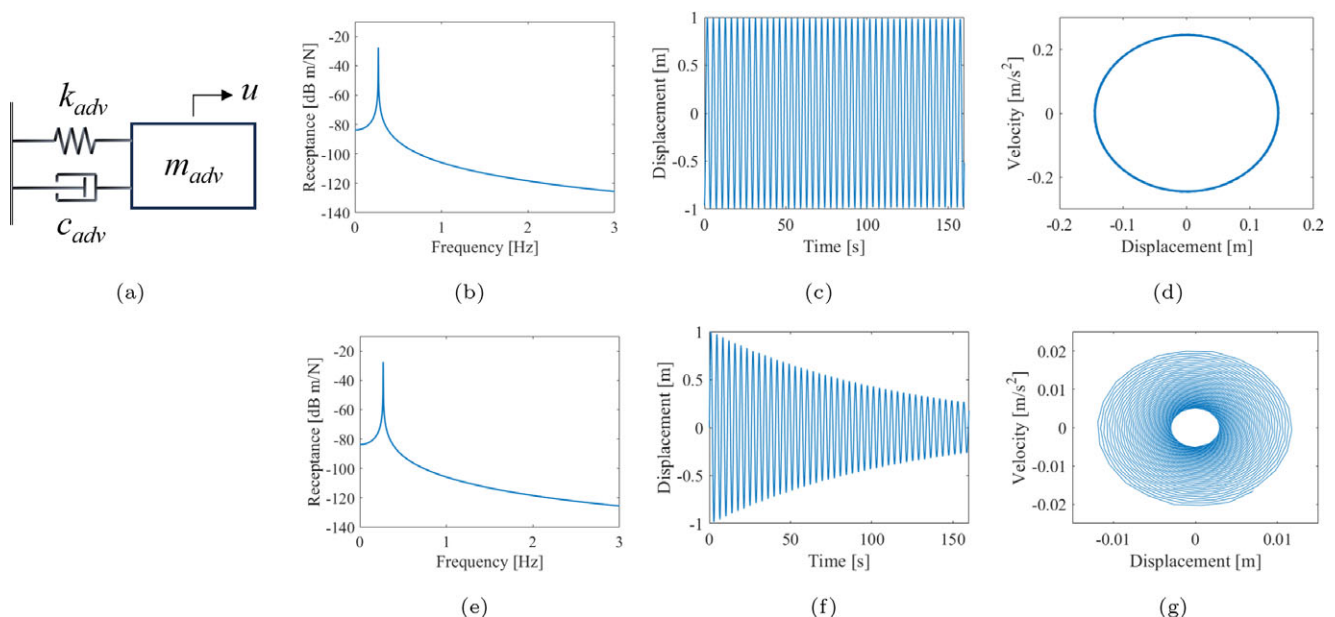 k_adv
u
m_adv
c_adv
(a)
Receptance [dB m/N]
-20
-40
-60
-80
-100
-120
-140
0
1
2
3
Frequency [Hz]
(b)
Displacement [m]
1
0.5
0
-0.5
-1
0
50
100
150
Time [s]
(c)
Velocity [m/s²]
0.2
0
-0.2
-0.2
-0.1
0
0.1
0.2
Displacement [m]
(d)
Receptance [dB m/N]
-20
-40
-60
-80
-100
-120
-140
0
1
2
3
Frequency [Hz]
(e)
Displacement [m]
1
0.5
0
-0.5
-1
0
50
100
150
Time [s]
(f)
Velocity [m/s²]
0.02
0.01
0
-0.01
-0.02
-0.01
0
0.01
Displacement [m]
(g)